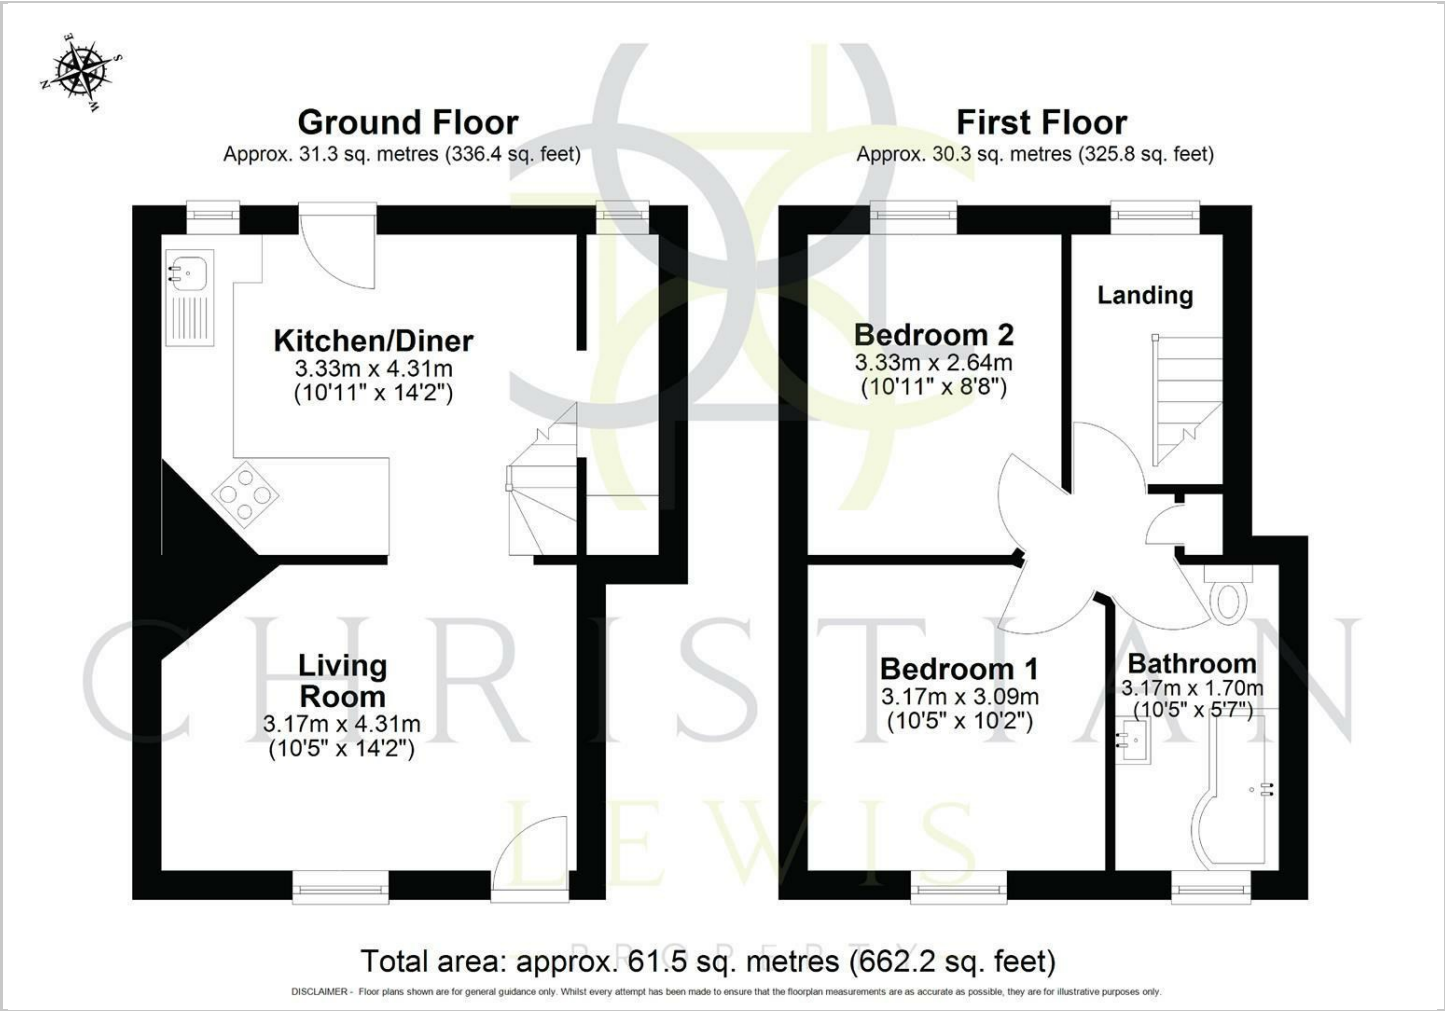 E
S
N
W
Ground Floor
Approx. 31.3 sq. metres (336.4 sq. feet)
First Floor
Approx. 30.3 sq. metres (325.8 sq. feet)
Kitchen/Diner
3.33m x 4.31m
(10'11" x 14'2")
Bedroom 2
3.33m x 2.64m
(10'11" x 8'8")
Landing
Living
Room
3.17m x 4.31m
(10'5" x 14'2")
Bedroom 1
3.17m x 3.09m
(10'5" x 10'2")
Bathroom
3.17m x 1.70m
(10'5" x 5'7")
CHRISTIAN
LEWIS
PROPERTY
Total area: approx. 61.5 sq. metres (662.2 sq. feet)
DISCLAIMER - Floor plans shown are for general guidance only. Whilst every attempt has been made to ensure that the floorplan measurements are as accurate as possible, they are for illustrative purposes only.